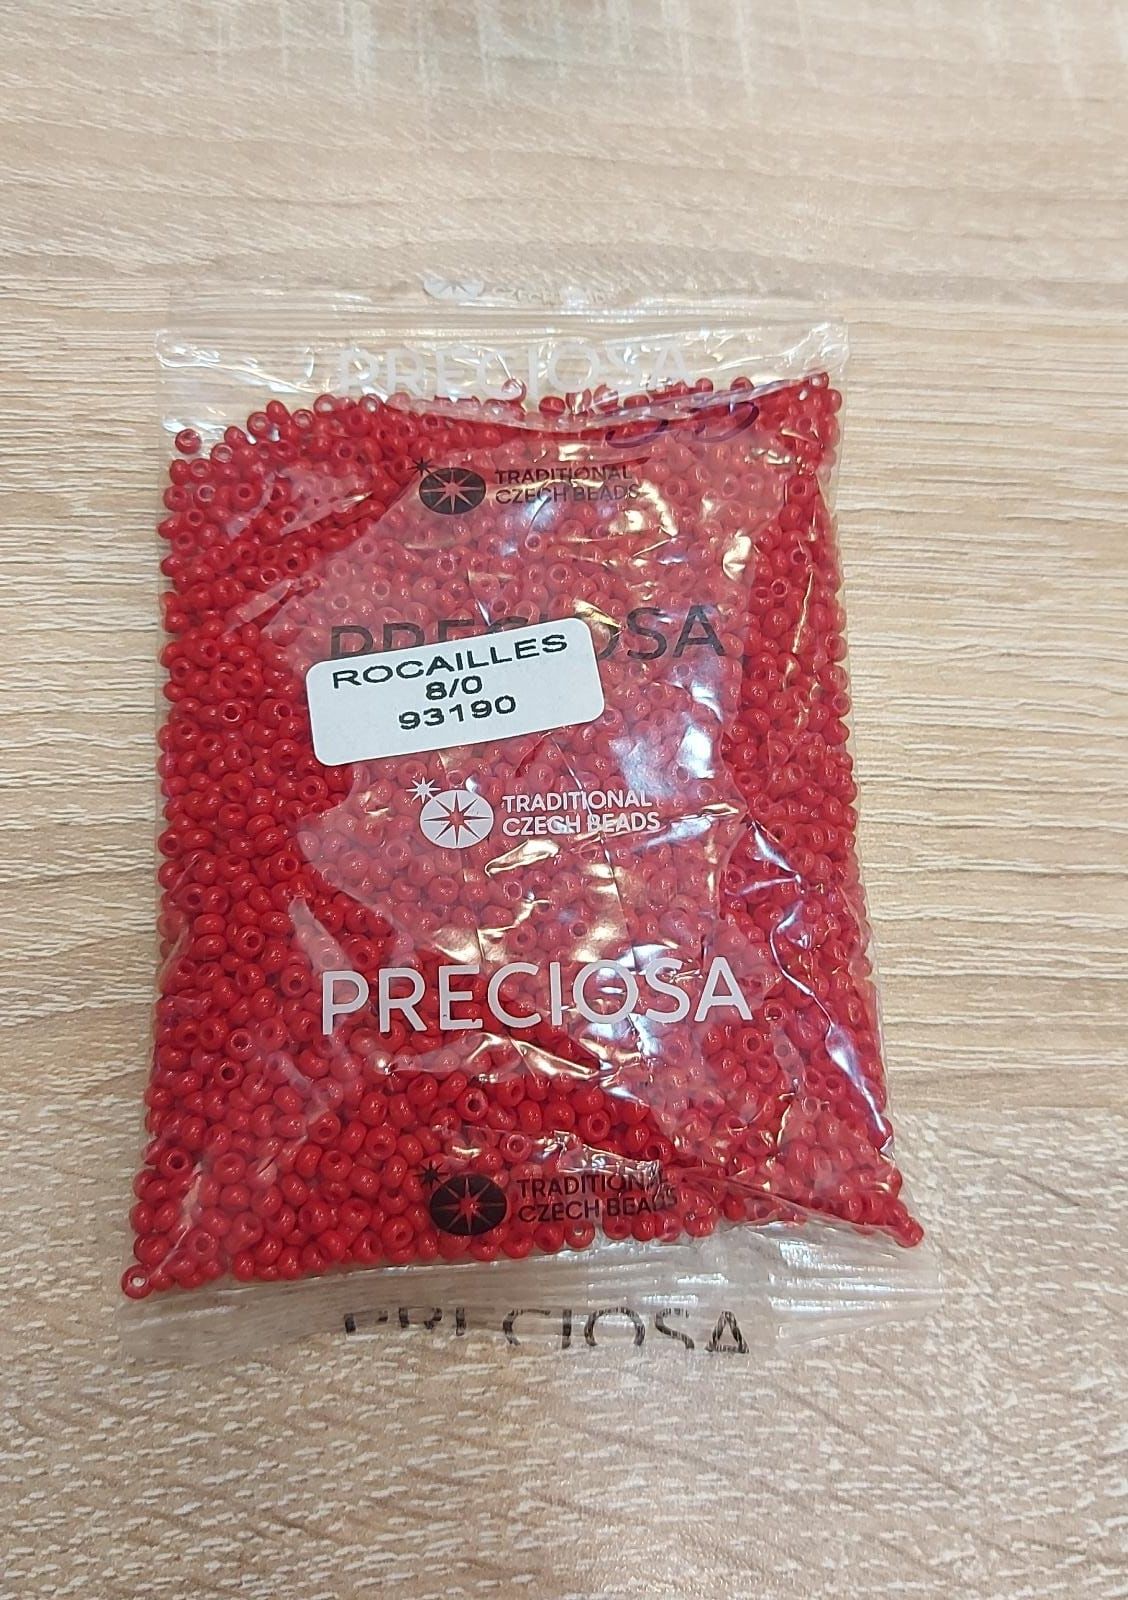 PRECIOSA
TRADITIONAL
CZECH BEADS
PRECIOSA
ROCAILLES
8/0
93190
TRADITIONAL
CZECH BEADS
PRECIOSA
TRADITIONAL
CZECH BEADS
PRECIOSA